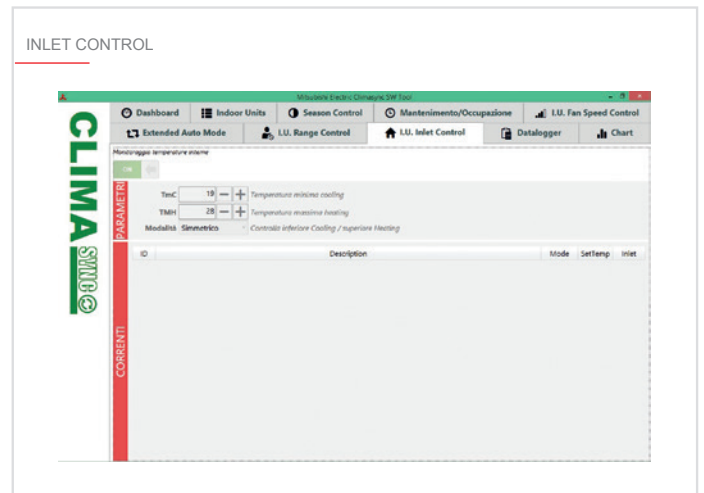 INLET CONTROL
Mitsubishi Electric Climasync SW Tool
CLIMA SYNC
Dashboard Indoor Units Season Control Mantenimento/Occupazione I.U. Fan Speed Control
Extended Auto Mode I.U. Range Control I.U. Inlet Control Datalogger Chart
Monitoraggio temperature interne
PARAMETRI
TmC 19 Temperatura minima cooling
TMH 28 Temperatura massima heating
Modalità Simmetrico Controllo inferiore Cooling / superiore Heating
ID Description Mode SetTemp Inlet
CORRENTI